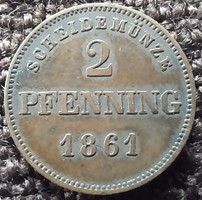 SCHEIDEMÜNZE
2
PFENNING
1861